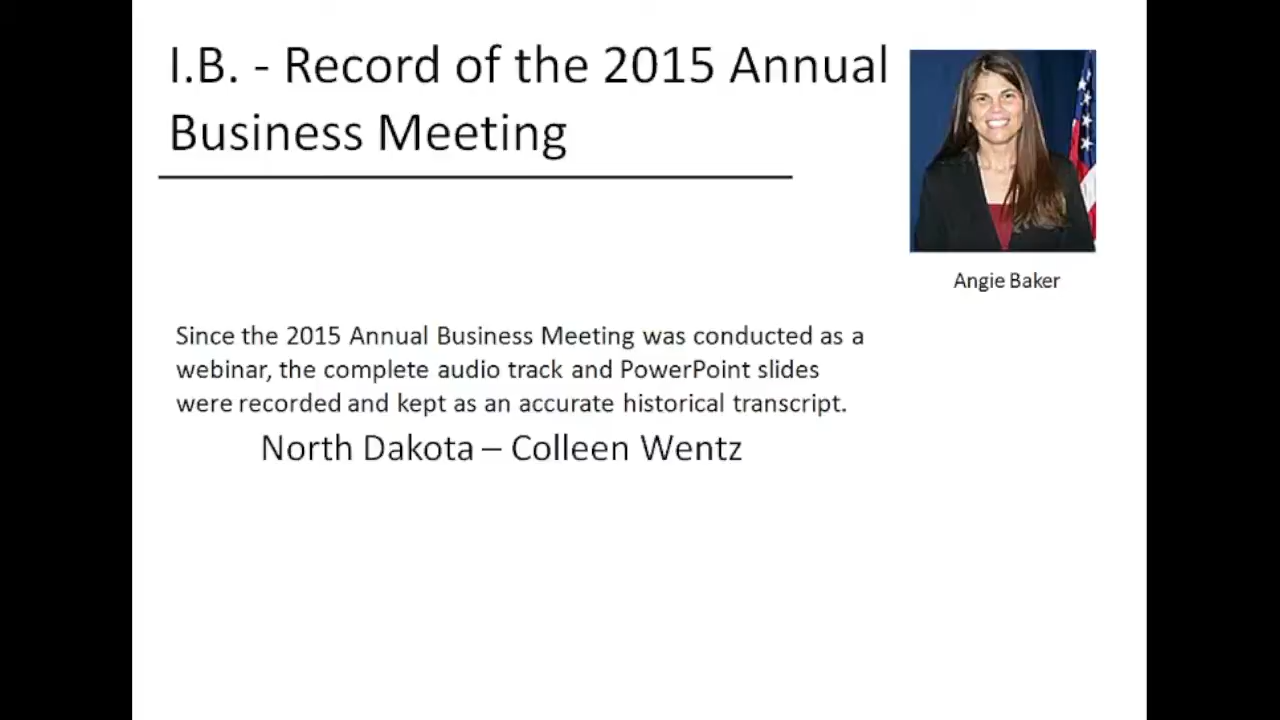 I.B. - Record of the 2015 Annual
Business Meeting
Angie Baker
Since the 2015 Annual Business Meeting was conducted as a
webinar, the complete audio track and PowerPoint slides
were recorded and kept as an accurate historical transcript.
North Dakota – Colleen Wentz